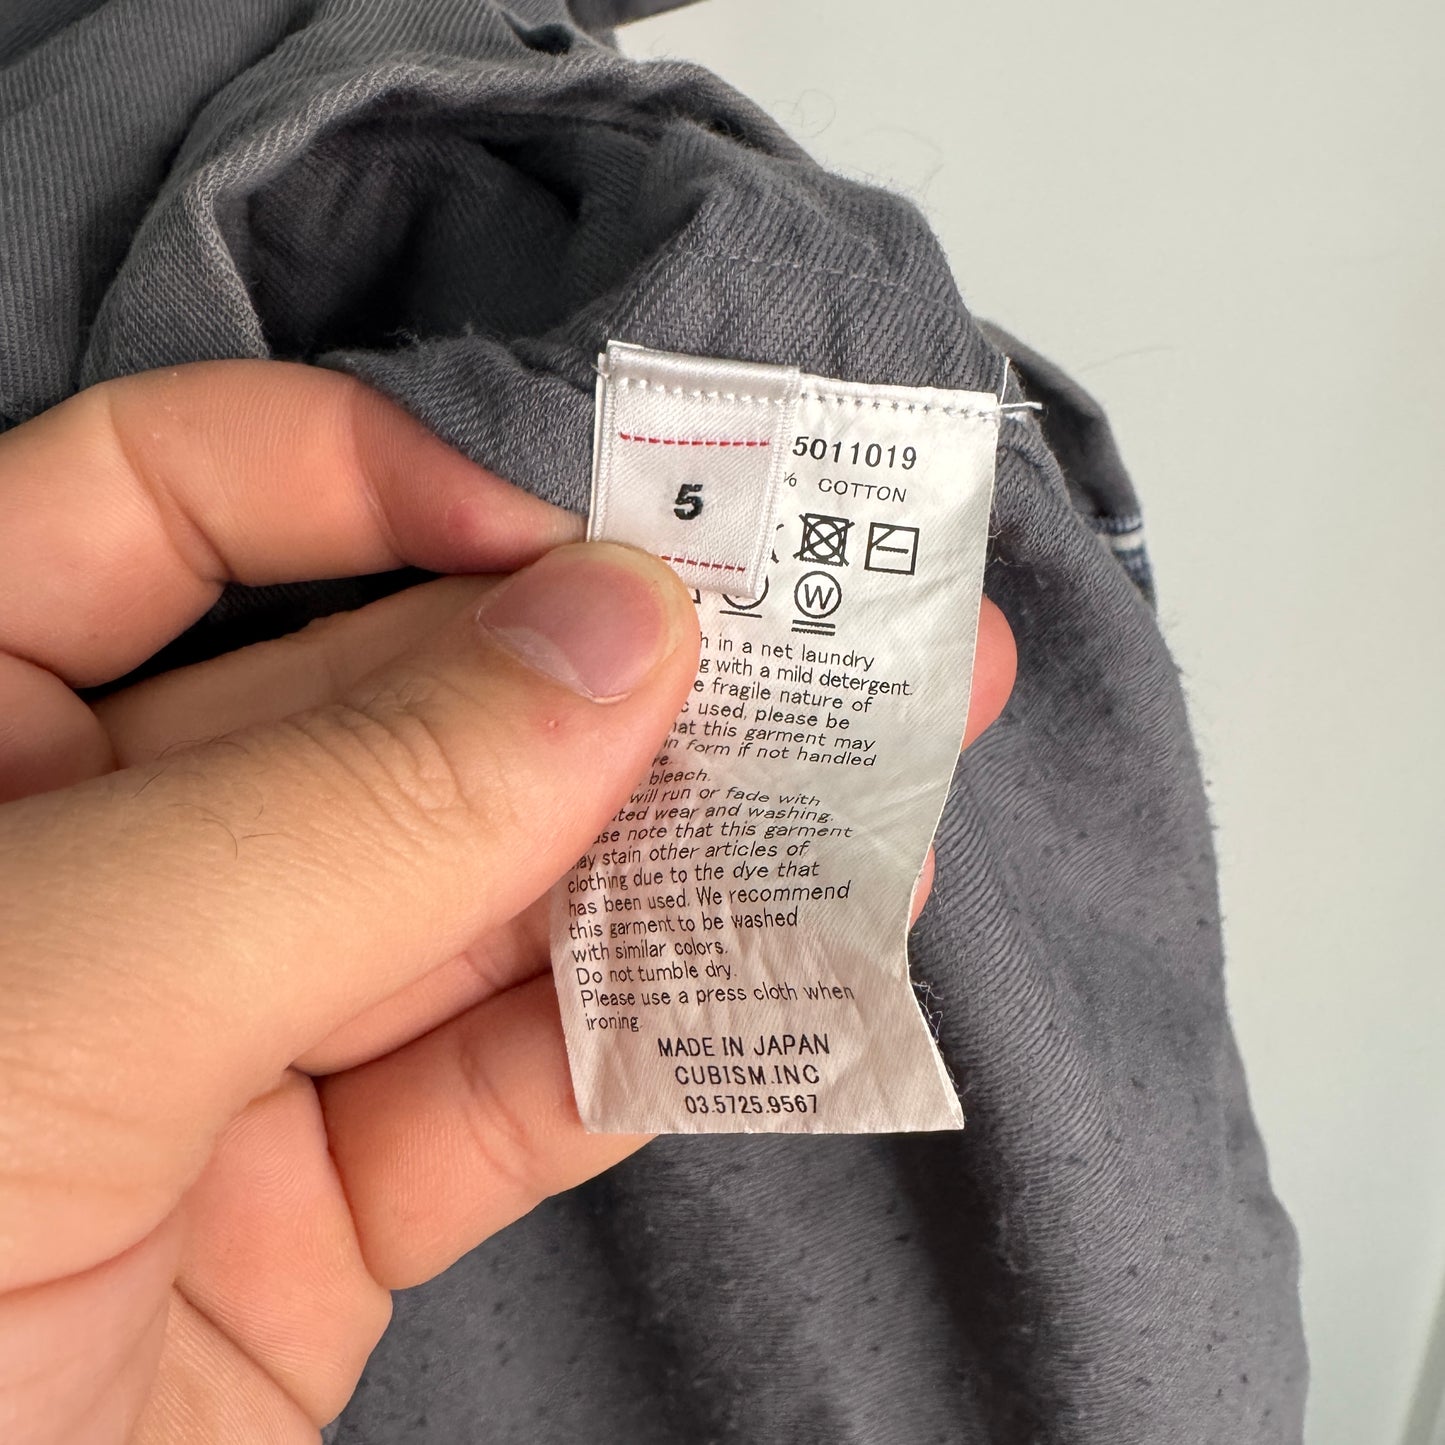 5
5011019
% COTTON
W
in a net laundry
with a mild detergent.
fragile nature of
used, please be
this garment may
form if not handled
bleach.
will run or fade with
wear and washing.
note that this garment
may stain other articles of
clothing due to the dye that
has been used. We recommend
this garment to be washed
with similar colors.
Do not tumble dry.
Please use a press cloth when
ironing.
MADE IN JAPAN
CUBISM.INC
03.5725.9567